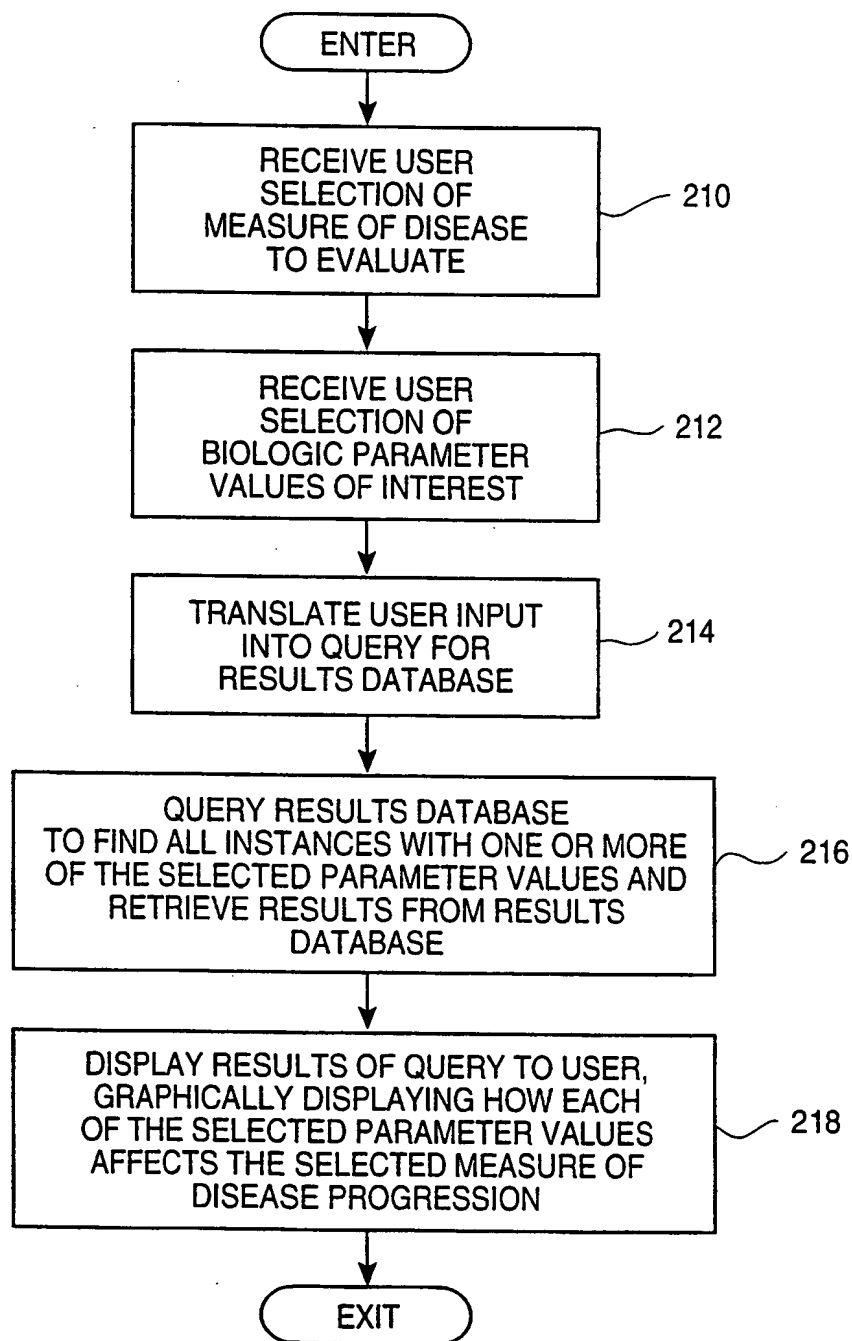 ENTER
RECEIVE USER
SELECTION OF
MEASURE OF DISEASE
TO EVALUATE
210
RECEIVE USER
SELECTION OF
BIOLOGIC PARAMETER
VALUES OF INTEREST
212
TRANSLATE USER INPUT
INTO QUERY FOR
RESULTS DATABASE
214
QUERY RESULTS DATABASE
TO FIND ALL INSTANCES WITH ONE OR MORE
OF THE SELECTED PARAMETER VALUES AND
RETRIEVE RESULTS FROM RESULTS
DATABASE
216
DISPLAY RESULTS OF QUERY TO USER,
GRAPHICALLY DISPLAYING HOW EACH
OF THE SELECTED PARAMETER VALUES
AFFECTS THE SELECTED MEASURE OF
DISEASE PROGRESSION
218
EXIT